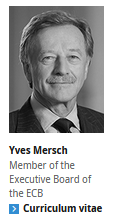 Yves Mersch
Member of the
Executive Board of
the ECB
Curriculum vitae